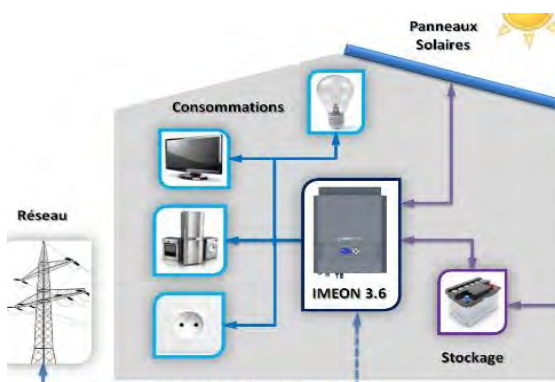 Panneaux
Solaires
Consommations
Réseau
IMEON 3.6
Stockage